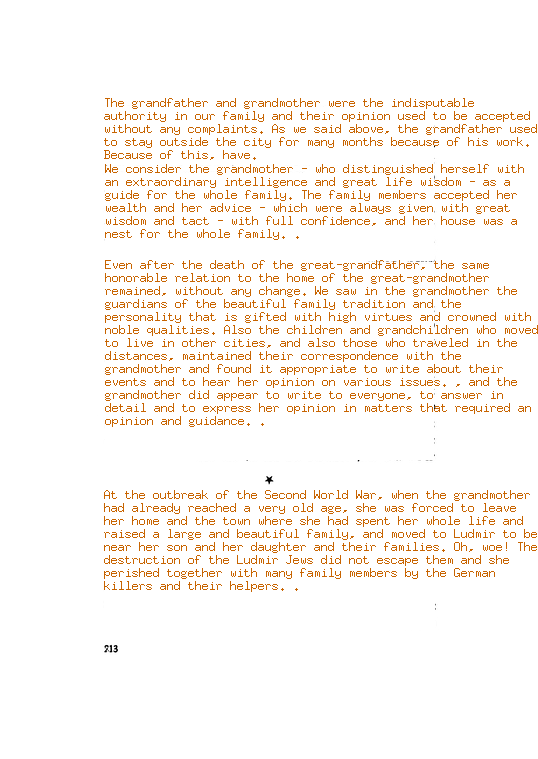 The grandfather and grandmother were the indisputable
authority in our family and their opinion used to be accepted
without any complaints. As we said above, the grandfather used
to stay outside the city for many months because of his work.
Because of this, have.
We consider the grandmother - who distinguished herself with
an extraordinary intelligence and great life wisdom - as a
guide for the whole family. The family members accepted her
wealth and her advice - which were always given with great
wisdom and tact - with full confidence, and her house was a
nest for the whole family. .
Even after the death of the great-grandfather, the same
honorable relation to the home of the great-grandmother
remained, without any change. We saw in the grandmother the
guardians of the beautiful family tradition and the
personality that is gifted with high virtues and crowned with
noble qualities. Also the children and grandchildren who moved
to live in other cities, and also those who traveled in the
distances, maintained their correspondence with the
grandmother and found it appropriate to write about their
events and to hear her opinion on various issues. , and the
grandmother did appear to write to everyone, to answer in
detail and to express her opinion in matters that required an
opinion and guidance. .
★
At the outbreak of the Second World War, when the grandmother
had already reached a very old age, she was forced to leave
her home and the town where she had spent her whole life and
raised a large and beautiful family, and moved to Ludmir to be
near her son and her daughter and their families. Oh, woe! The
destruction of the Ludmir Jews did not escape them and she
perished together with many family members by the German
killers and their helpers. .
213